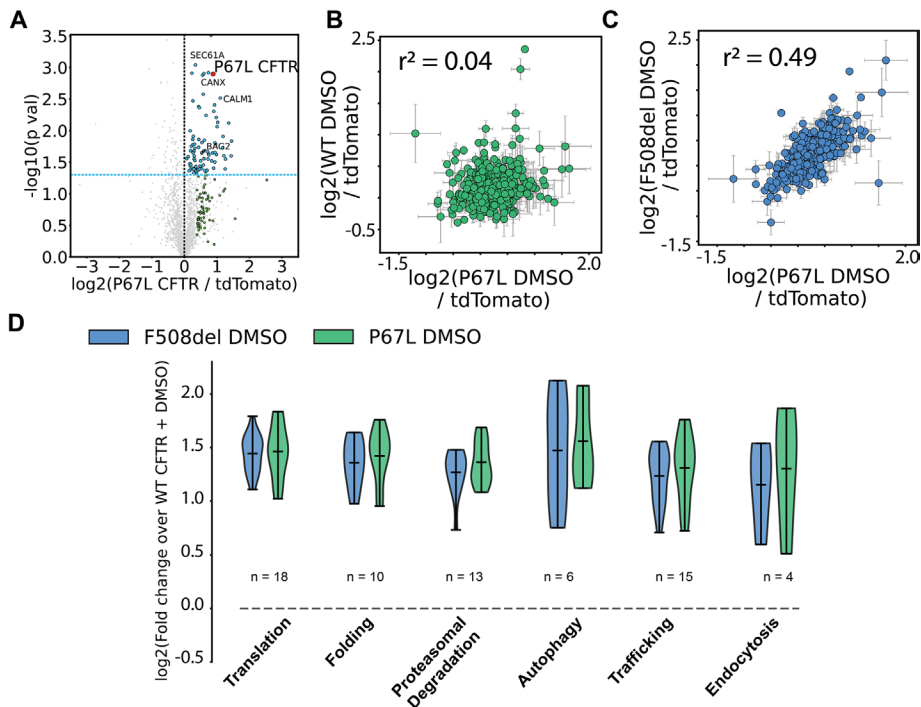 A
3.5
3.0
2.5
2.0
1.5
1.0
0.5
0.0
-log10(p val)
SEC61A
P67L CFTR
CANX
CALM1
BAG2
−3 −2 −1 0 1 2 3
log2(P67L CFTR / tdTomato)
B
2.5
-0.5
r² = 0.04
log2(WT DMSO
/ tdTomato)
-1.5 2.0
log2(P67L DMSO
/ tdTomato)
C
2.5
-1.5
r² = 0.49
log2(F508del DMSO
/ tdTomato)
-1.5 2.0
log2(P67L DMSO
/ tdTomato)
D
F508del DMSO P67L DMSO
log2(Fold change over WT CFTR + DMSO)
2.0
1.5
1.0
0.5
0.0
-0.5
n = 18 n = 10 n = 13 n = 6 n = 15 n = 4
Translation
Folding
Proteasomal
Degradation
Autophagy
Trafficking
Endocytosis